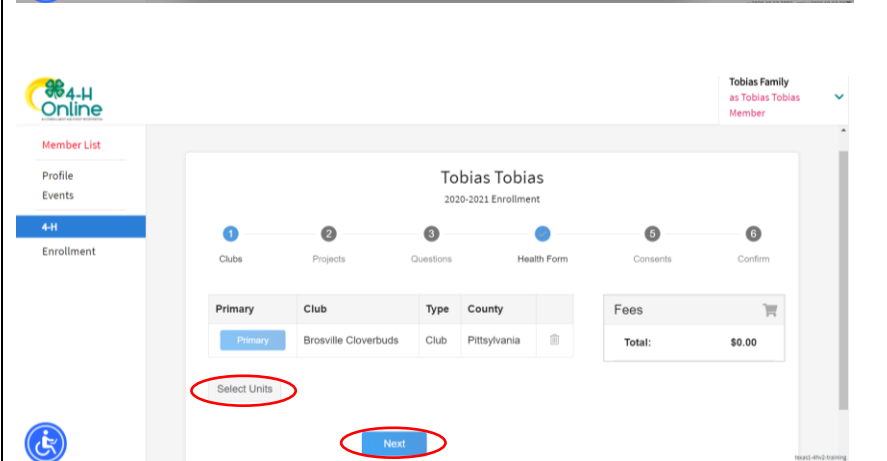 4-H
Online
Tobias Family
as Tobias Tobias
Member
Member List
Profile
Events
4-H
Enrollment
Tobias Tobias
2020-2021 Enrollment
1 2 3 5 6
Clubs Projects Questions Health Form Consents Confirm
Primary Club Type County
Primary Brosville Cloverbuds Club Pittsylvania
Fees
Total: $0.00
Select Units
Next